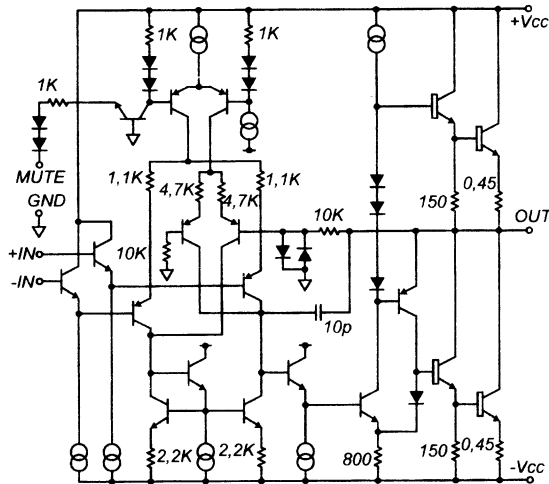 +Vcc
1K
1K
1K
MUTE
GND
1,1K
4,7K
4,7K
1,1K
150
0,45
10K
10K
OUT
+IN
-IN
10p
2,2K
2,2K
800
150
0,45
-Vcc